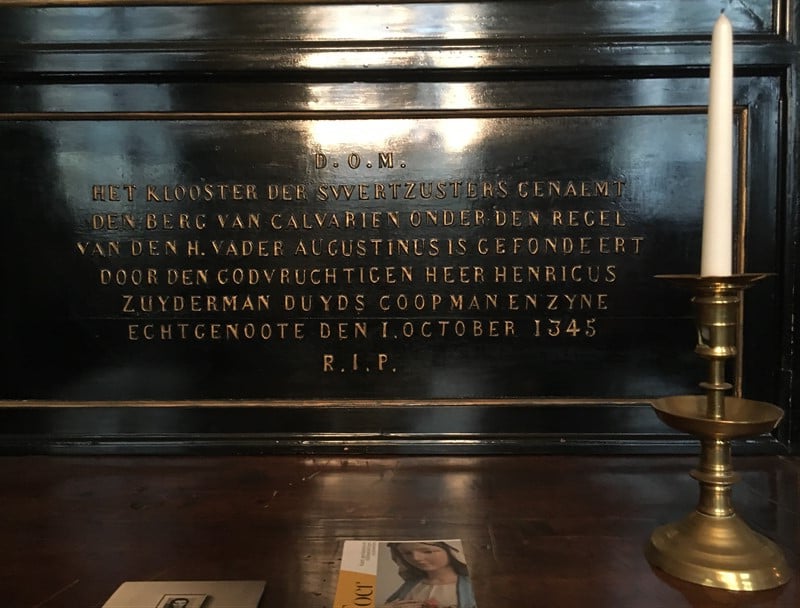 D.O.M.
HET KLOOSTER DER SWERTZUSTERS GENAEMT
DEN BERG VAN CALVARIEN ONDER DEN REGEL
VAN DEN H. VADER AUGUSTINUS IS GEFONDEERT
DOOR DEN GODVRUCHTIGEN HEER HENRICUS
ZUYDERMAN DUYDS COOPMAN EN ZYNE
ECHTGENOOTE DEN 1. OCTOBER 1345
R.I.P.